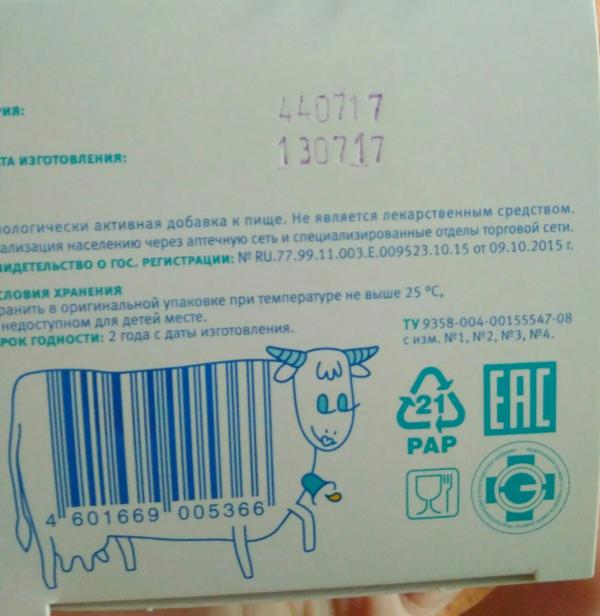 РИЯ: 440717
ТА ИЗГОТОВЛЕНИЯ: 130717
ологически активная добавка к пище. Не является лекарственным средством.
ализация населению через аптечную сеть и специализированные отделы торговой сети.
ВИДЕТЕЛЬСТВО О ГОС. РЕГИСТРАЦИИ: № RU.77.99.11.003.Е.009523.10.15 от 09.10.2015 г.
СЛОВИЯ ХРАНЕНИЯ
ранить в оригинальной упаковке при температуре не выше 25 °С,
недоступном для детей месте.
РОК ГОДНОСТИ: 2 года с даты изготовления.
ТУ 9358-004-00155547-08
с изм. №1, №2, №3, №4.
21
PAP
EAC
4 601669 005366